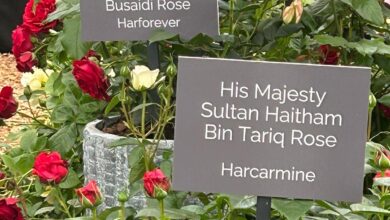 Busaidi Rose
Harforever
His Majesty
Sultan Haitham
Bin Tariq Rose
Harcarmine